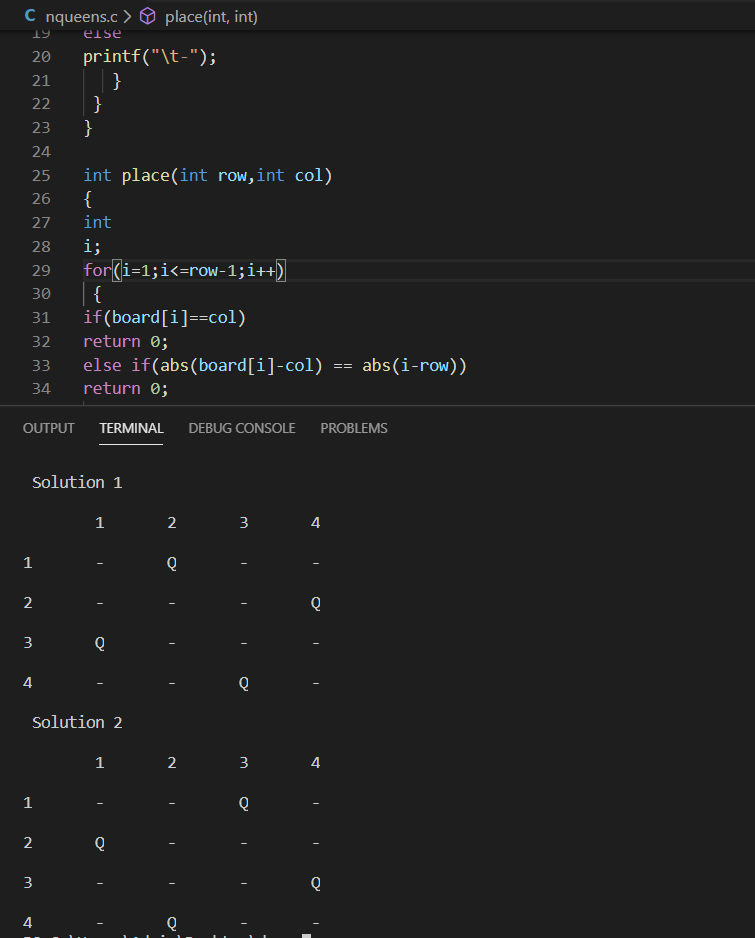 C nqueens.c > place(int, int)
19 else
20 printf("\t-");
21 }
22 }
23 }
24
25 int place(int row,int col)
26 {
27 int
28 i;
29 for(i=1;i<=row-1;i++)
30 {
31 if(board[i]==col)
32 return 0;
33 else if(abs(board[i]-col) == abs(i-row))
34 return 0;
OUTPUT TERMINAL DEBUG CONSOLE PROBLEMS
Solution 1
1 2 3 4
1 - Q - -
2 - - - Q
3 Q - - -
4 - - Q -
Solution 2
1 2 3 4
1 - - Q -
2 Q - - -
3 - - - Q
4 - Q - -